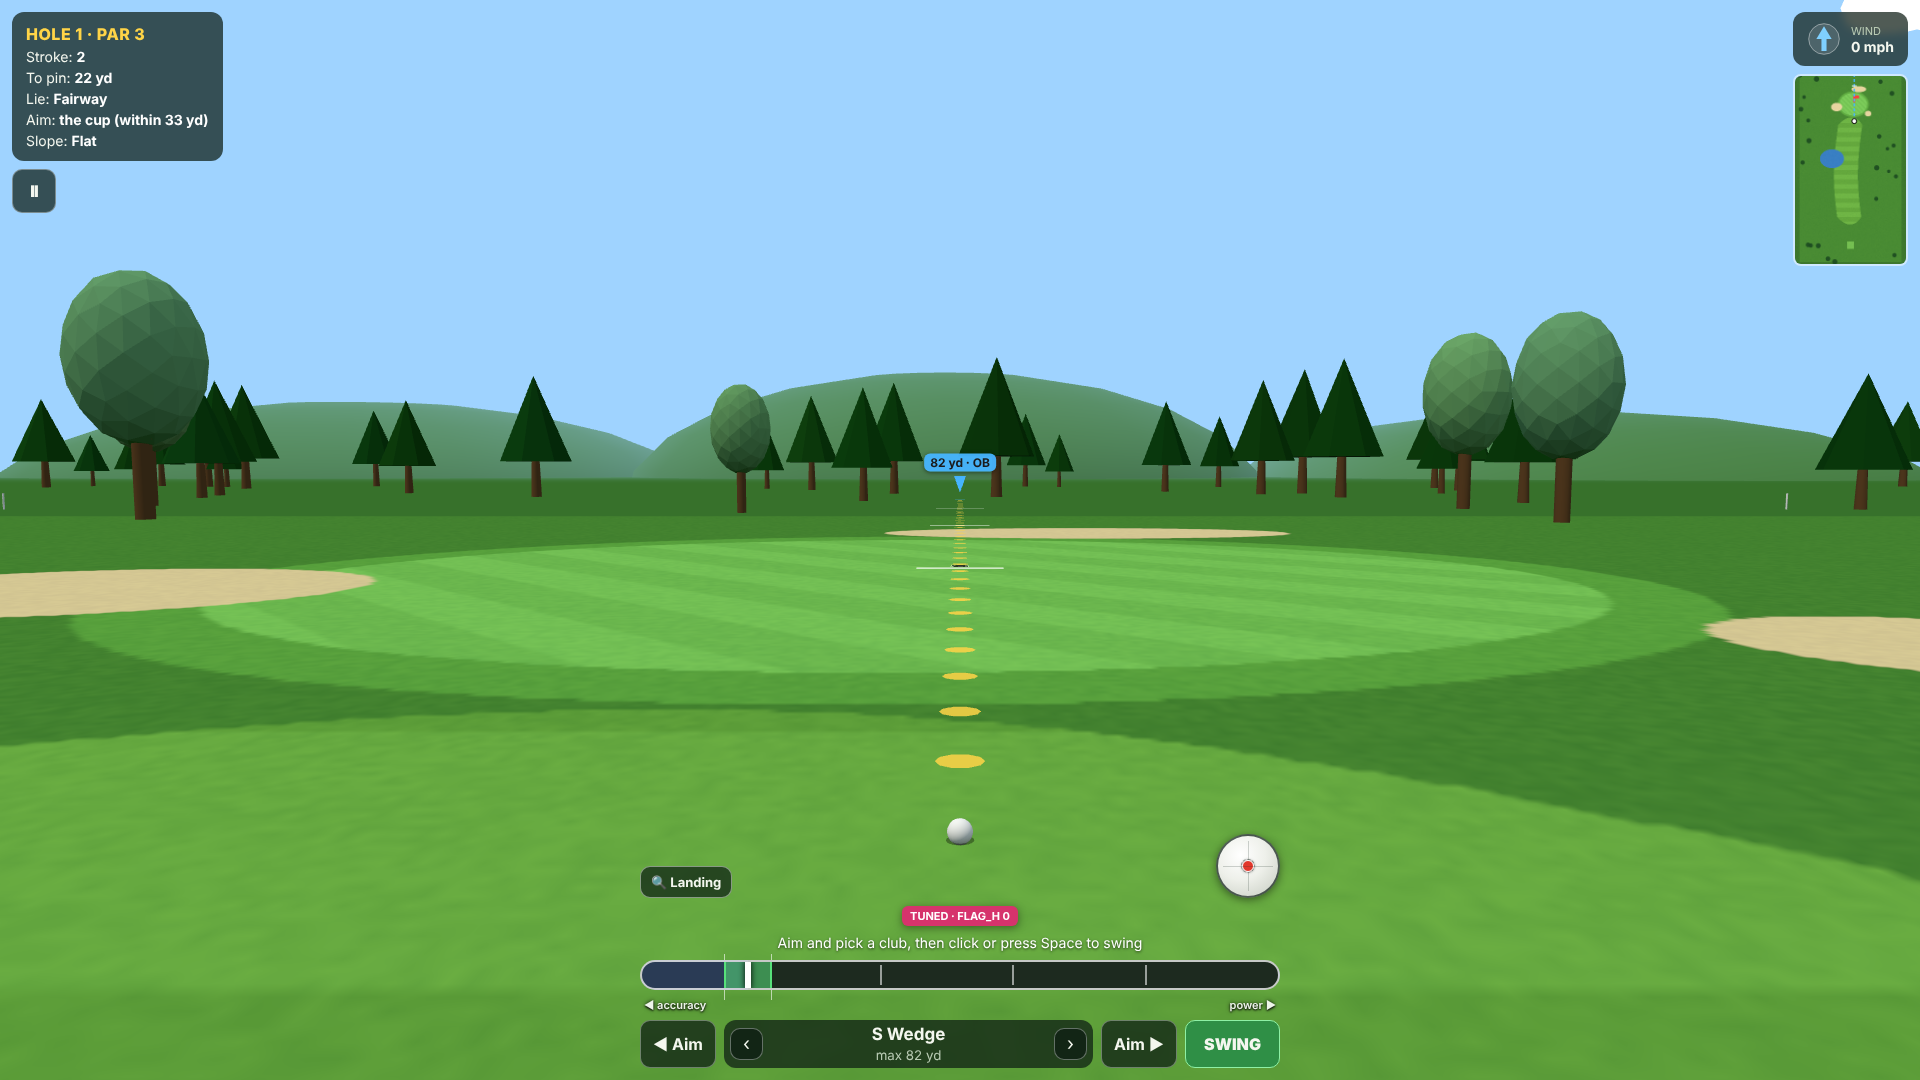 HOLE 1 · PAR 3
Stroke: 2
To pin: 22 yd
Lie: Fairway
Aim: the cup (within 33 yd)
Slope: Flat
WIND
0 mph
82 yd · OB
Landing
TUNED · FLAG_H 0
Aim and pick a club, then click or press Space to swing
◀ accuracy
power ▶
◀ Aim
‹
S Wedge
max 82 yd
›
Aim ▶
SWING